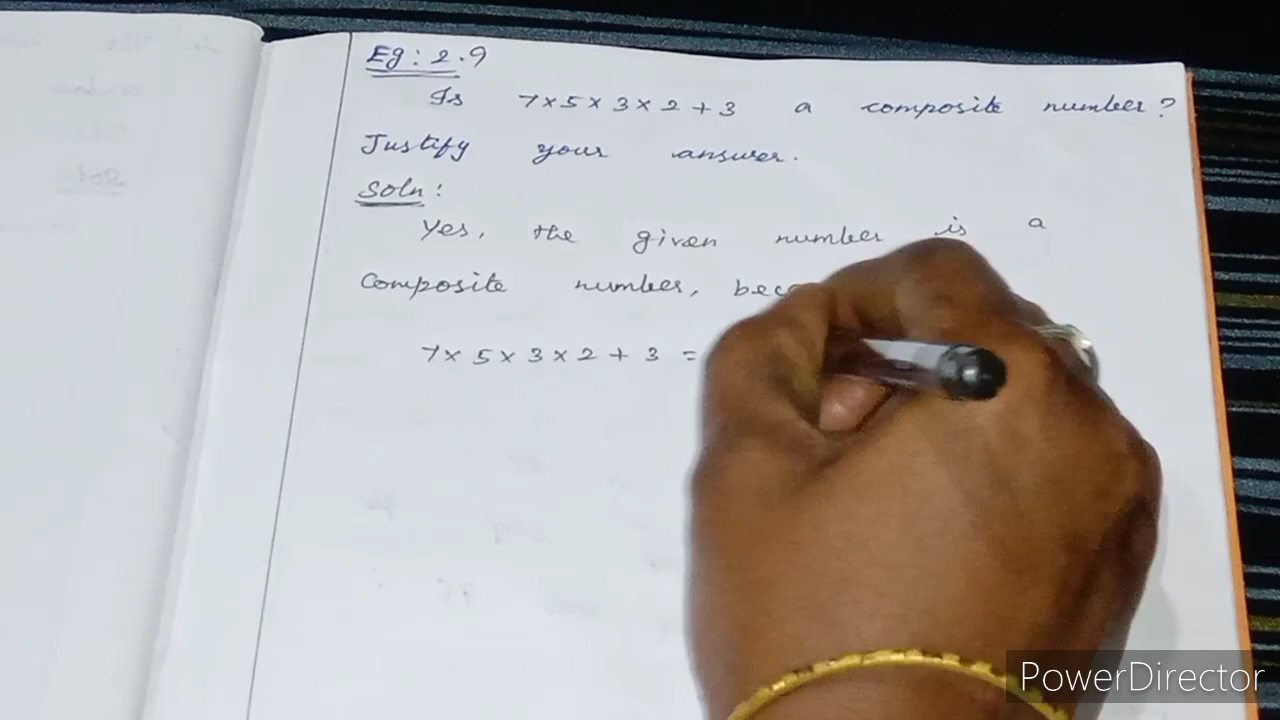 Eg: 2.9
Is 7×5×3×2+3 a composite number?
Justify your answer.
Soln:
Yes, the given number is a
Composite number,
7× 5×3×2+3 =
PowerDirector